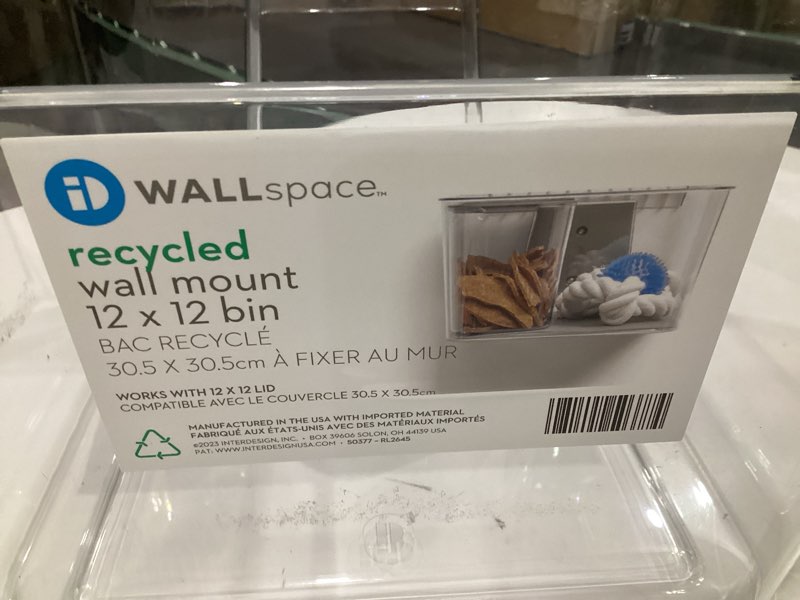 iD WALLspace™
recycled
wall mount
12 x 12 bin
BAC RECYCLÉ
30.5 X 30.5cm À FIXER AU MUR
WORKS WITH 12 X 12 LID
COMPATIBLE AVEC LE COUVERCLE 30.5 X 30.5cm
MANUFACTURED IN THE USA WITH IMPORTED MATERIAL
FABRIQUÉ AUX ÉTATS-UNIS AVEC DES MATÉRIAUX IMPORTÉS
©2023 INTERDESIGN, INC. • BOX 39606 SOLON, OH 44139 USA
PAT: WWW.INTERDESIGNUSA.COM • 50377 - RL2645